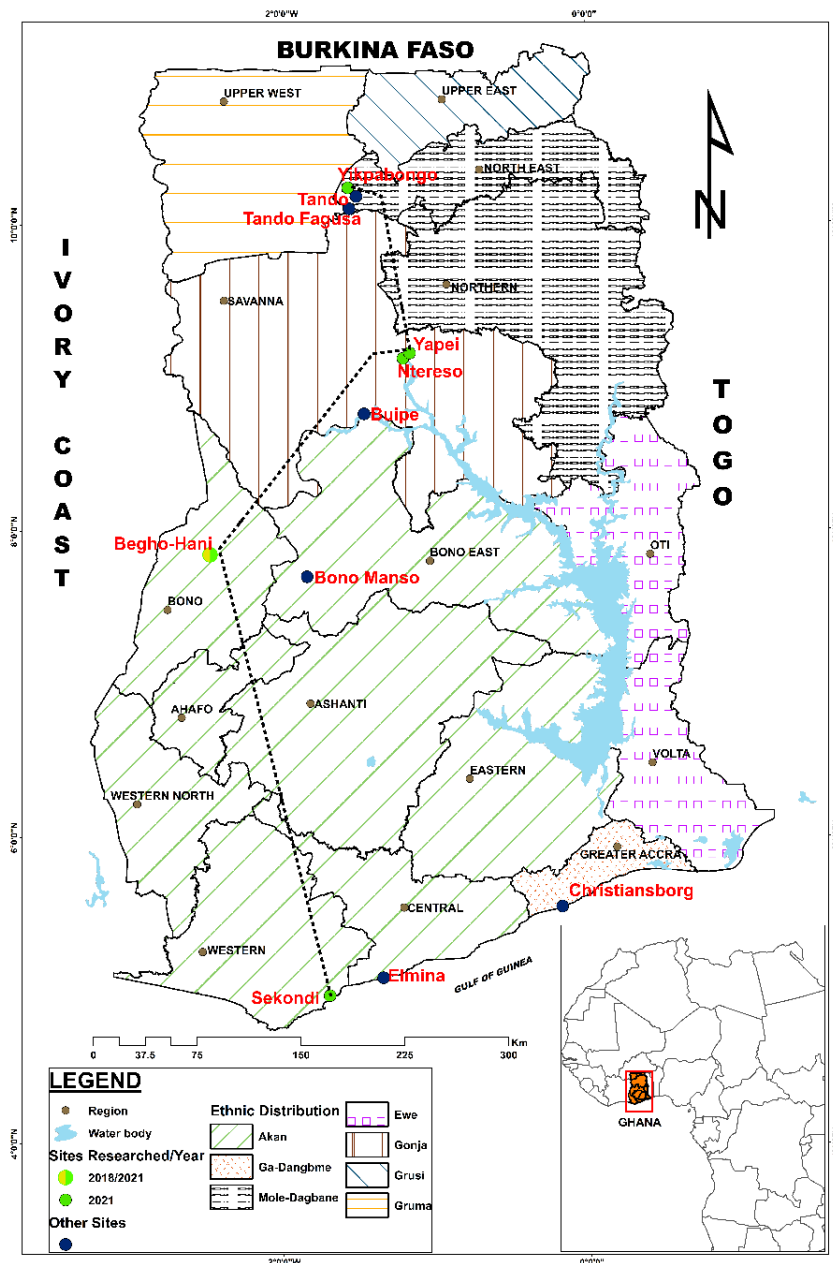 2°0'0"W
0°0'0"
BURKINA FASO
UPPER WEST
UPPER EAST
Yikpabongo
NORTH EAST
Tando
Tando Fagusa
N
10°0'0"N
IVORY COAST
SAVANNA
NORTHERN
Yapei
Ntereso
TOGO
Buipe
8°0'0"N
Begho-Hani
OTI
BONO EAST
Bono Manso
BONO
AHAFO
ASHANTI
VOLTA
EASTERN
WESTERN NORTH
6°0'0"N
GREATER ACCRA
Christiansborg
CENTRAL
WESTERN
Elmina
GULF OF GUINEA
Sekondi
Km
0 37.5 75 150 225 300
LEGEND
Region
Water body
Sites Researched/Year
2018/2021
2021
Other Sites
Ethnic Distribution
Akan
Ga-Dangbme
Mole-Dagbane
Ewe
Gonja
Grusi
Gruma
GHANA
4°0'0"N
2°0'0"W
0°0'0"